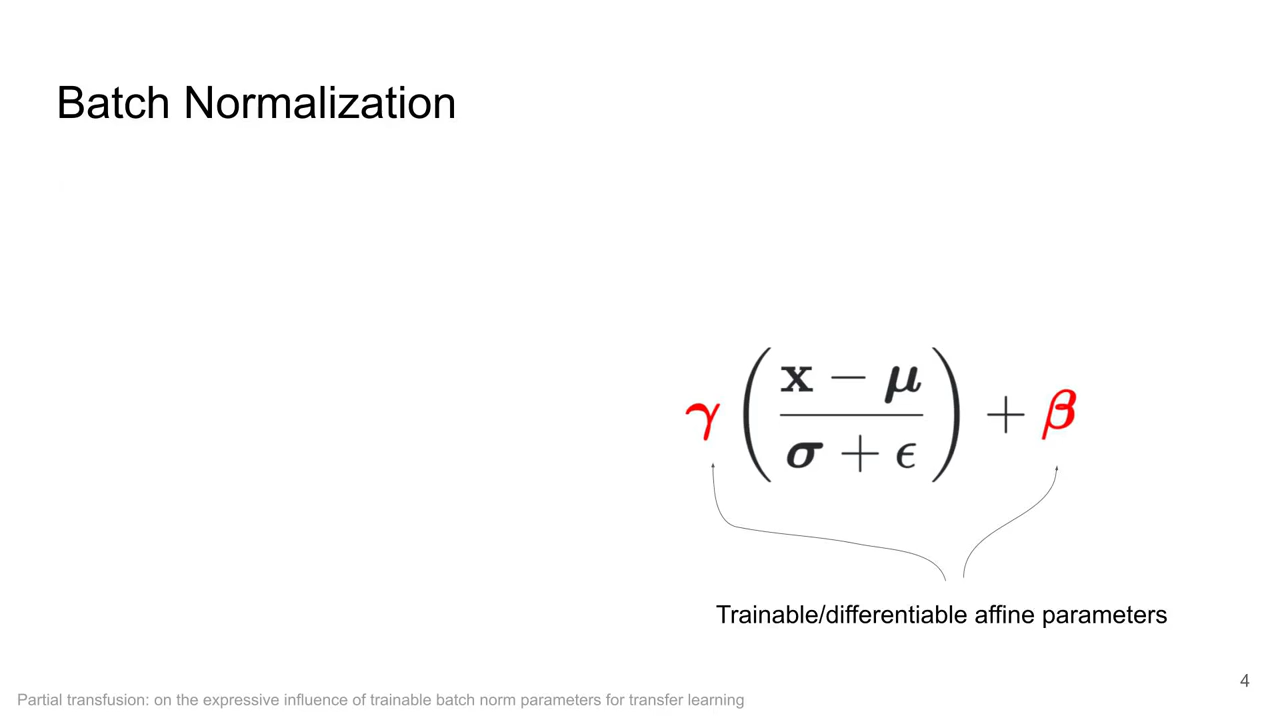 Batch Normalization
γ ( (x − μ) / (σ + ϵ) ) + β
Trainable/differentiable affine parameters
4
Partial transfusion: on the expressive influence of trainable batch norm parameters for transfer learning